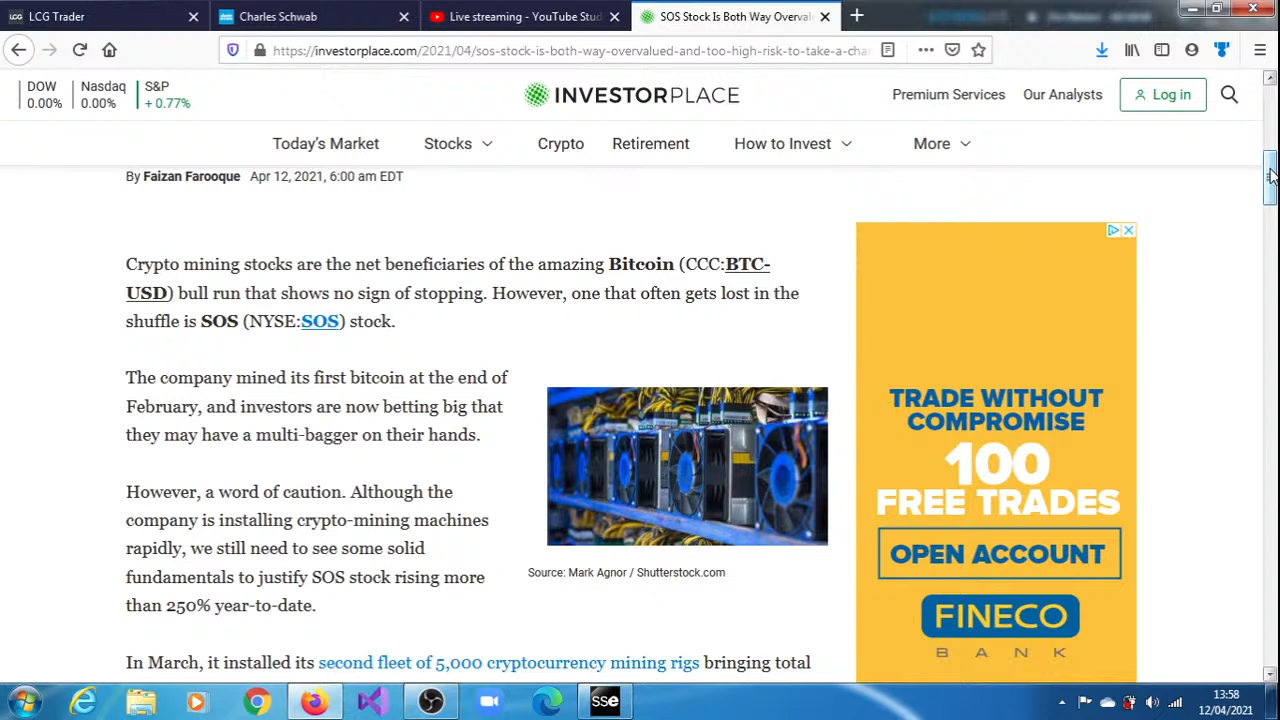 LCG Trader
Charles Schwab
Live streaming - YouTube Stud
SOS Stock Is Both Way Overval
https://investorplace.com/2021/04/sos-stock-is-both-way-overvalued-and-too-high-risk-to-take-a-cha
DOW
0.00%
Nasdaq
0.00%
S&P
+ 0.77%
INVESTORPLACE
Premium Services
Our Analysts
Log in
Today's Market
Stocks
Crypto
Retirement
How to Invest
More
By Faizan Farooque Apr 12, 2021, 6:00 am EDT
Crypto mining stocks are the net beneficiaries of the amazing Bitcoin (CCC:BTC-
USD) bull run that shows no sign of stopping. However, one that often gets lost in the
shuffle is SOS (NYSE:SOS) stock.
The company mined its first bitcoin at the end of
February, and investors are now betting big that
they may have a multi-bagger on their hands.
However, a word of caution. Although the
company is installing crypto-mining machines
rapidly, we still need to see some solid
fundamentals to justify SOS stock rising more
than 250% year-to-date.
Source: Mark Agnor / Shutterstock.com
In March, it installed its second fleet of 5,000 cryptocurrency mining rigs bringing total
TRADE WITHOUT
COMPROMISE
100
FREE TRADES
OPEN ACCOUNT
FINECO
BANK
sse
13:58
12/04/2021